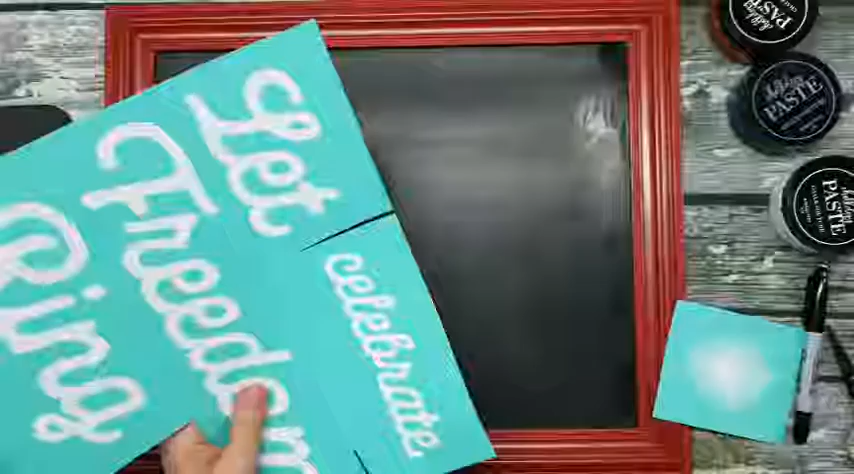 Let
Freedom
Ring
celebrate
PASTE
PASTE
PASTE